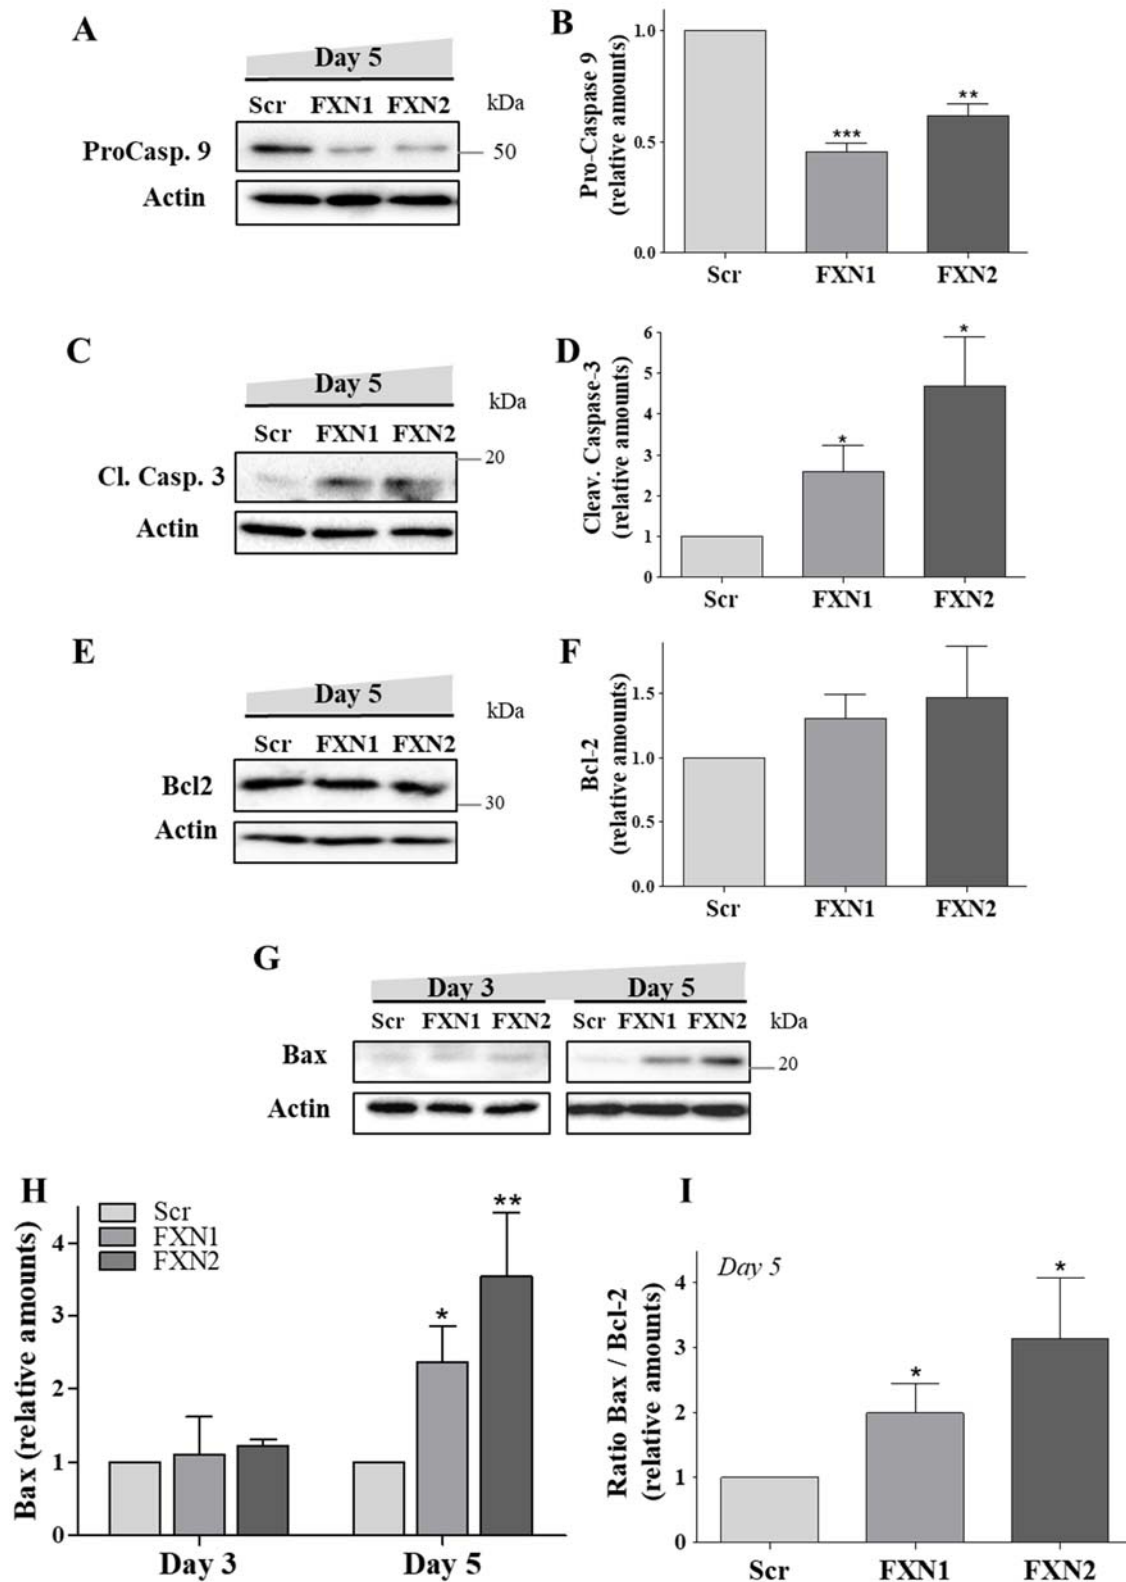 A
Day 5
Scr FXN1 FXN2 kDa
ProCasp. 9
50
Actin
B
Pro-Caspase 9
(relative amounts)
1.0
0.5
0.0
***
**
Scr FXN1 FXN2
C
Day 5
kDa
Scr FXN1 FXN2
20
Cl. Casp. 3
Actin
D
Cleav. Caspase-3
(relative amounts)
6
5
4
3
2
1
0
*
*
Scr FXN1 FXN2
E
Day 5
kDa
Scr FXN1 FXN2
Bcl2
30
Actin
F
Bcl-2
(relative amounts)
1.5
1.0
0.5
0.0
Scr FXN1 FXN2
G
Day 3 Day 5
Scr FXN1 FXN2 Scr FXN1 FXN2 kDa
Bax
20
Actin
H
Scr
FXN1
FXN2
Bax (relative amounts)
4
3
2
1
0
*
**
Day 3 Day 5
I
Day 5
Ratio Bax / Bcl-2
(relative amounts)
4
3
2
1
0
*
*
Scr FXN1 FXN2